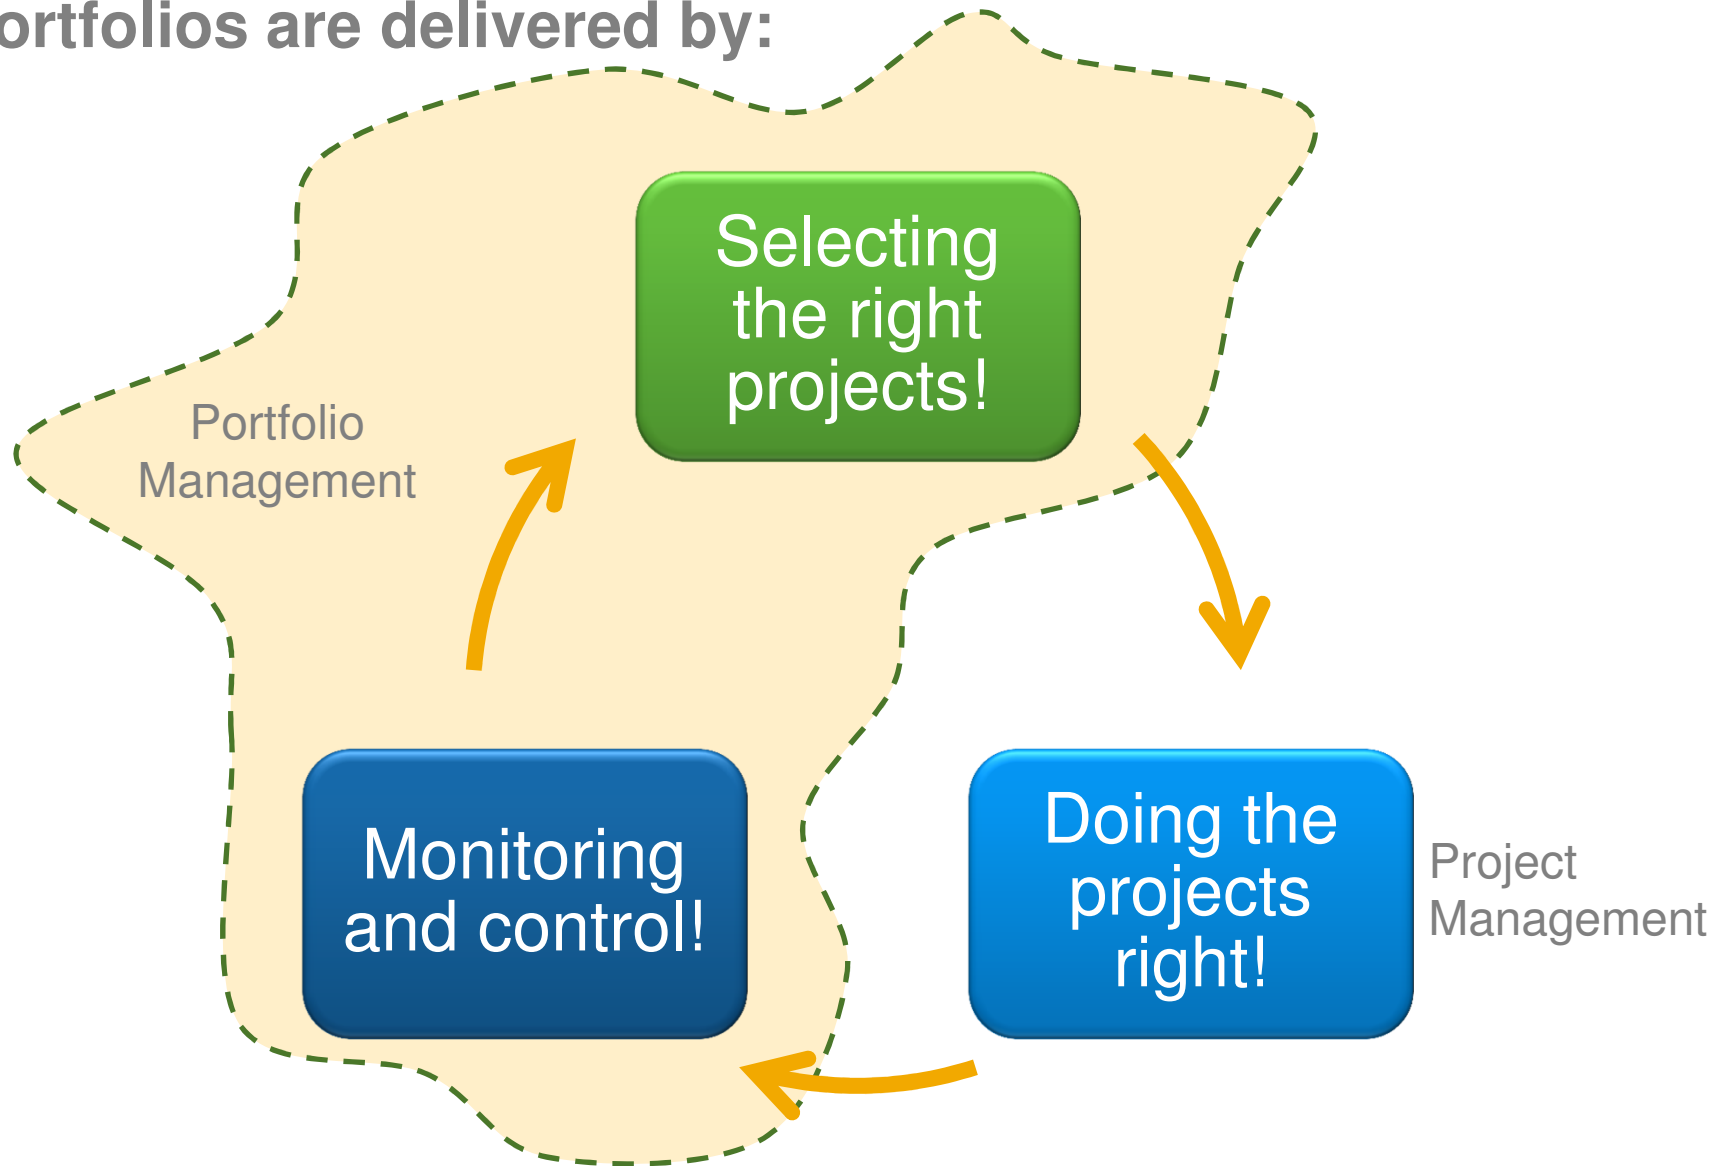 ortfolios are delivered by:
Selecting
the right
projects!
Portfolio
Management
Monitoring
and control!
Doing the
projects
right!
Project
Management